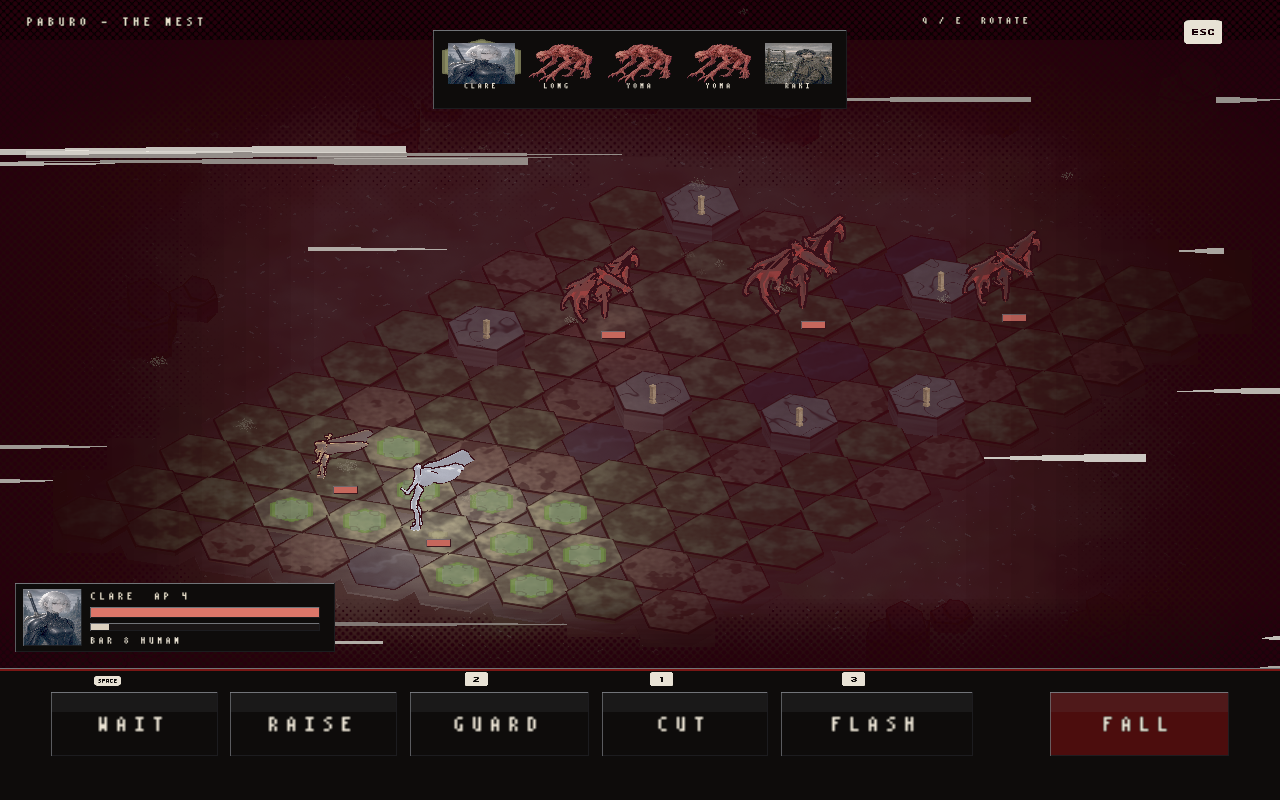 PABURO - THE NEST
Q / E ROTATE
ESC
CLARE LONG YOMA YOMA RAKI
CLARE AP 4
BAR 8 HUMAN
SPACE 2 1 3
WAIT RAISE GUARD CUT FLASH FALL